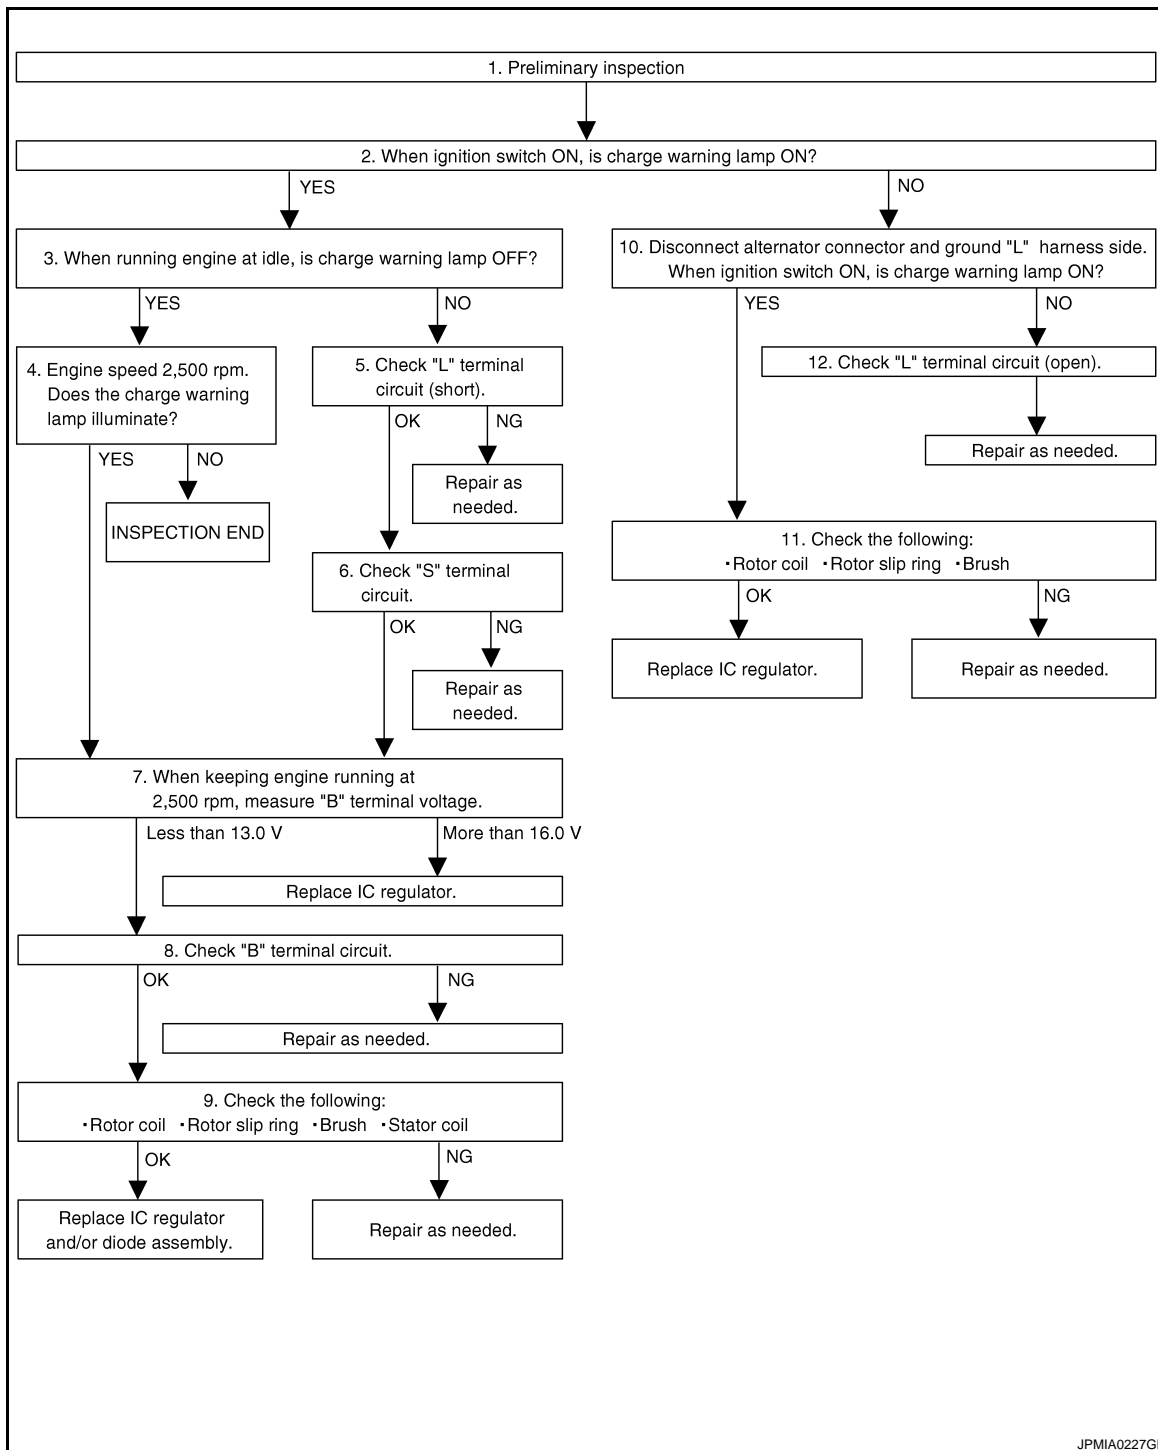 1. Preliminary inspection
2. When ignition switch ON, is charge warning lamp ON?
YES
NO
3. When running engine at idle, is charge warning lamp OFF?
10. Disconnect alternator connector and ground "L" harness side.
When ignition switch ON, is charge warning lamp ON?
YES
NO
YES
NO
4. Engine speed 2,500 rpm.
Does the charge warning
lamp illuminate?
5. Check "L" terminal
circuit (short).
12. Check "L" terminal circuit (open).
OK
NG
YES
NO
Repair as
needed.
Repair as needed.
INSPECTION END
11. Check the following:
·Rotor coil ·Rotor slip ring ·Brush
6. Check "S" terminal
circuit.
OK
NG
OK
NG
Replace IC regulator.
Repair as needed.
Repair as
needed.
7. When keeping engine running at
2,500 rpm, measure "B" terminal voltage.
Less than 13.0 V
More than 16.0 V
Replace IC regulator.
8. Check "B" terminal circuit.
OK
NG
Repair as needed.
9. Check the following:
·Rotor coil ·Rotor slip ring ·Brush ·Stator coil
OK
NG
Replace IC regulator
and/or diode assembly.
Repair as needed.